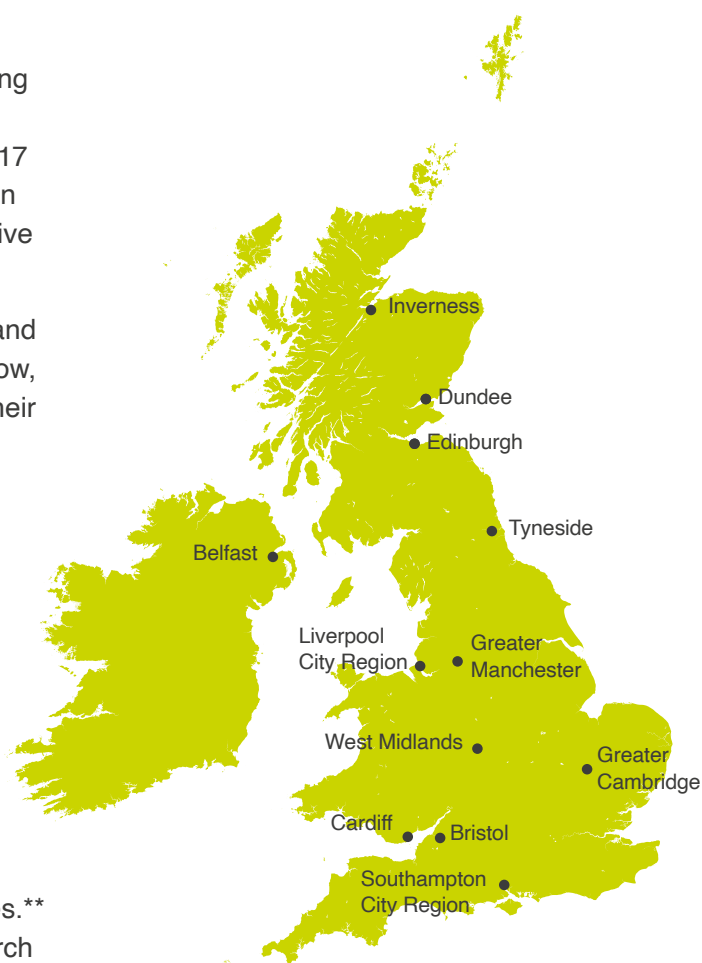 ng
17
n
ive
and
ow,
heir
Inverness
Dundee
Edinburgh
Tyneside
Belfast
Liverpool
City Region
Greater
Manchester
West Midlands
Greater
Cambridge
Cardiff
Bristol
Southampton
City Region
s.**
rch